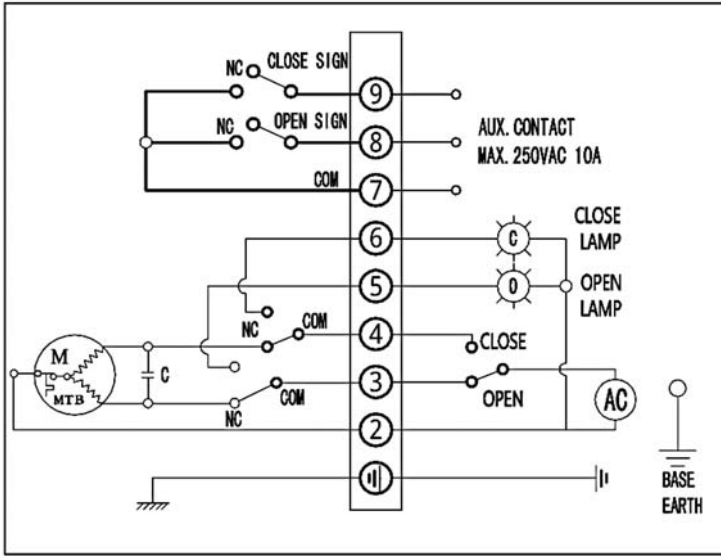 NC CLOSE SIGN
9
NC OPEN SIGN
8
AUX. CONTACT
MAX. 250VAC 10A
COM
7
6
C
CLOSE
LAMP
5
O
OPEN
LAMP
NC
COM
4
CLOSE
M
MTB
C
NC
COM
3
OPEN
AC
2
BASE
EARTH